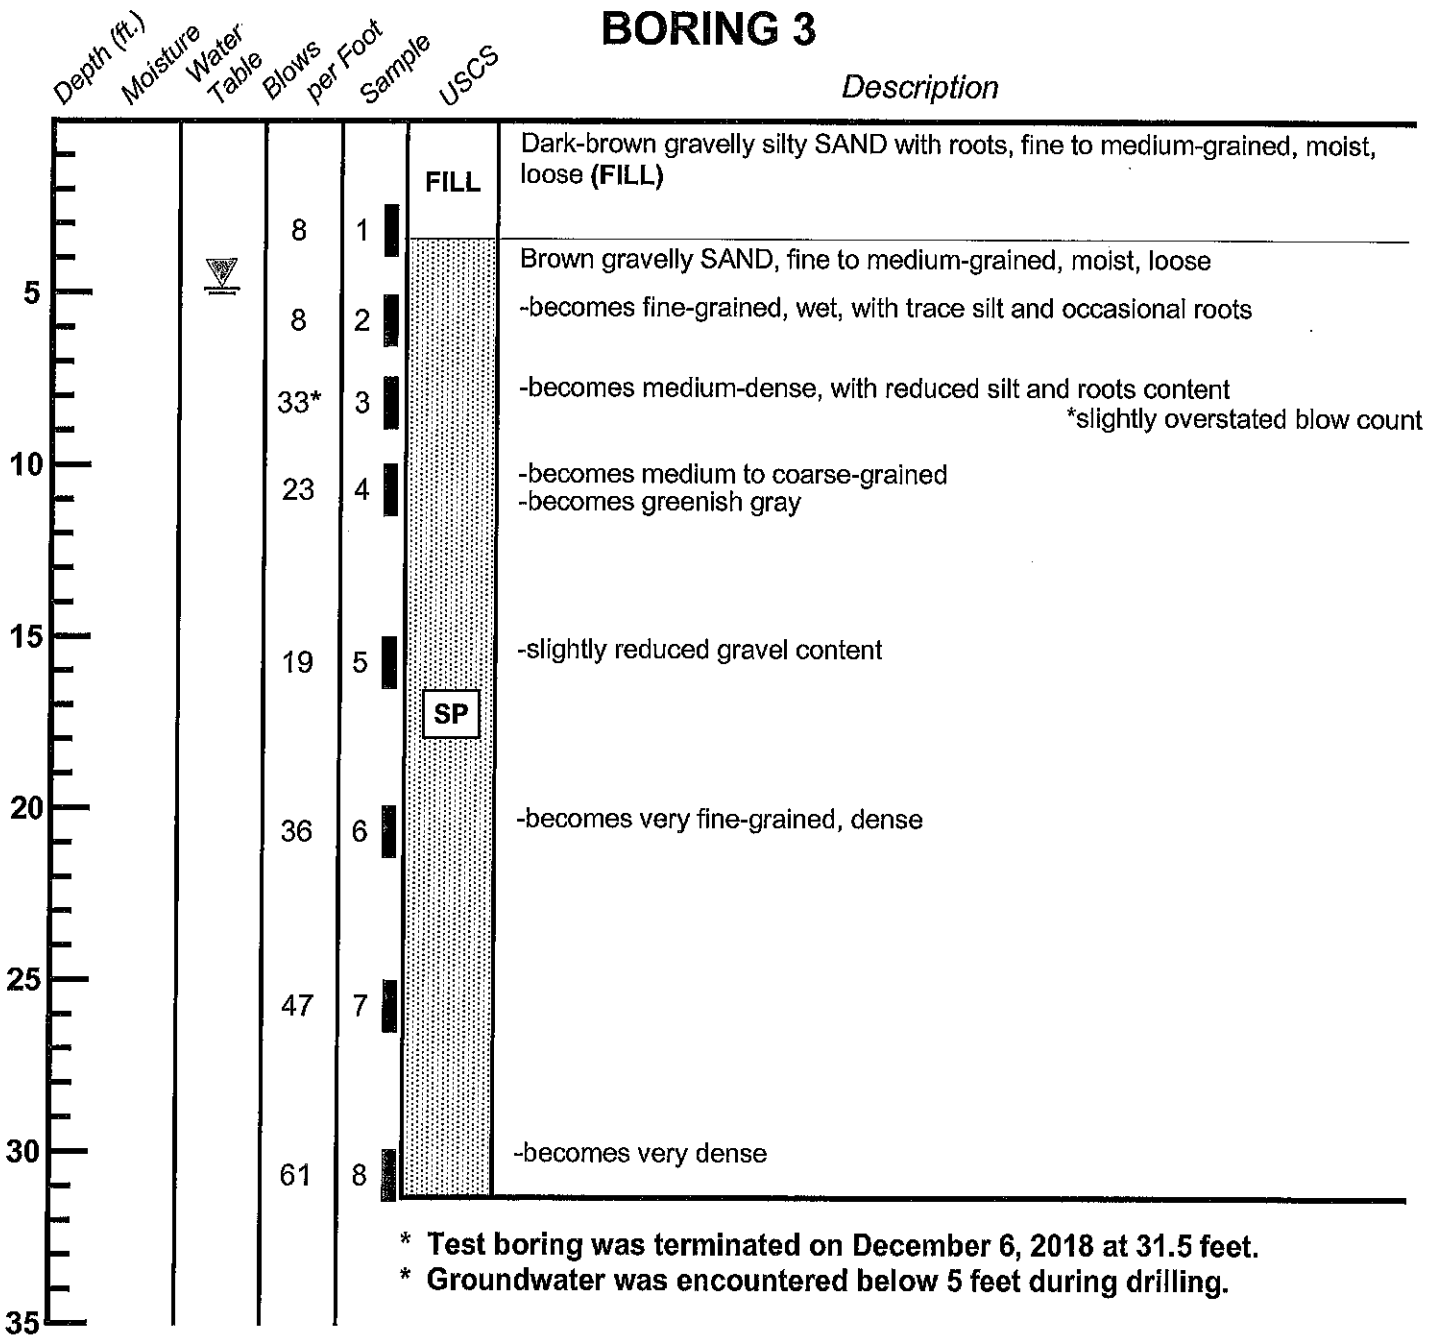 BORING 3
Depth (ft.)
Moisture
Water
Table
Blows
per Foot
Sample
USCS
Description
Dark-brown gravelly silty SAND with roots, fine to medium-grained, moist,
loose (FILL)
FILL
8 1
Brown gravelly SAND, fine to medium-grained, moist, loose
5
8 2 -becomes fine-grained, wet, with trace silt and occasional roots
33* 3 -becomes medium-dense, with reduced silt and roots content
*slightly overstated blow count
10
23 4 -becomes medium to coarse-grained
-becomes greenish gray
15
19 5 -slightly reduced gravel content
SP
20
36 6 -becomes very fine-grained, dense
25
47 7
30
61 8 -becomes very dense
* Test boring was terminated on December 6, 2018 at 31.5 feet.
* Groundwater was encountered below 5 feet during drilling.
35